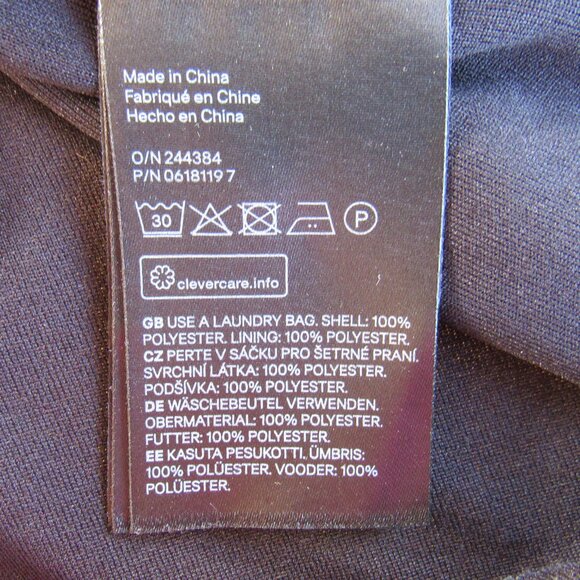 Made in China
Fabriqué en Chine
Hecho en China
O/N 244384
P/N 0618119 7
30 P
clevercare.info
GB USE A LAUNDRY BAG. SHELL: 100%
POLYESTER. LINING: 100% POLYESTER.
CZ PERTE V SÁČKU PRO ŠETRNÉ PRANÍ.
SVRCHNÍ LÁTKA: 100% POLYESTER.
PODŠÍVKA: 100% POLYESTER.
DE WÄSCHEBEUTEL VERWENDEN.
OBERMATERIAL: 100% POLYESTER.
FUTTER: 100% POLYESTER.
EE KASUTA PESUKOTTI. ÜMBRIS:
100% POLÜESTER. VOODER: 100%
POLÜESTER.